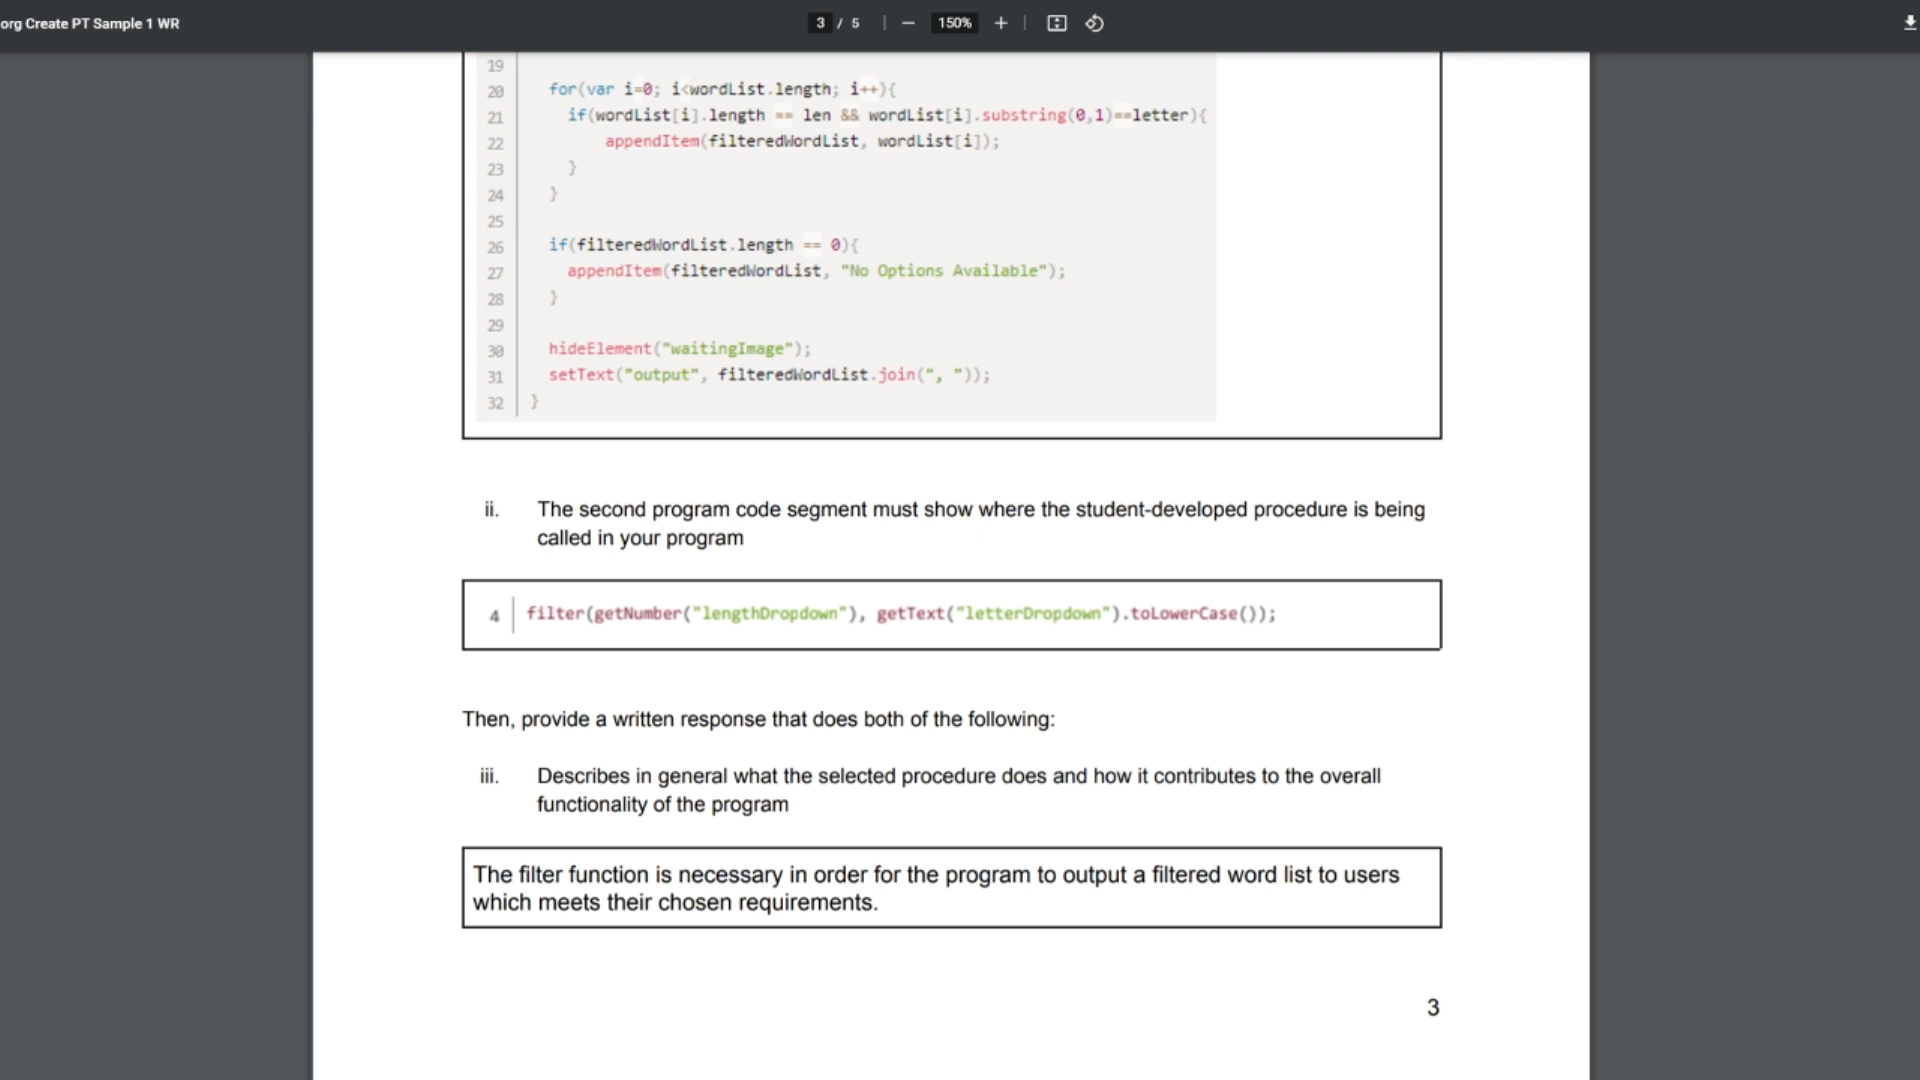 org Create PT Sample 1 WR
3 / 5 | − 150% + |
19
20 for(var i=0; i<wordList.length; i++){
21 if(wordList[i].length == len && wordList[i].substring(0,1)==letter){
22 appendItem(filteredWordList, wordList[i]);
23 }
24 }
25
26 if(filteredWordList.length == 0){
27 appendItem(filteredWordList, "No Options Available");
28 }
29
30 hideElement("waitingImage");
31 setText("output", filteredWordList.join(", "));
32 }
ii. The second program code segment must show where the student-developed procedure is being
called in your program
4 filter(getNumber("lengthDropdown"), getText("letterDropdown").toLowerCase());
Then, provide a written response that does both of the following:
iii. Describes in general what the selected procedure does and how it contributes to the overall
functionality of the program
The filter function is necessary in order for the program to output a filtered word list to users
which meets their chosen requirements.
3